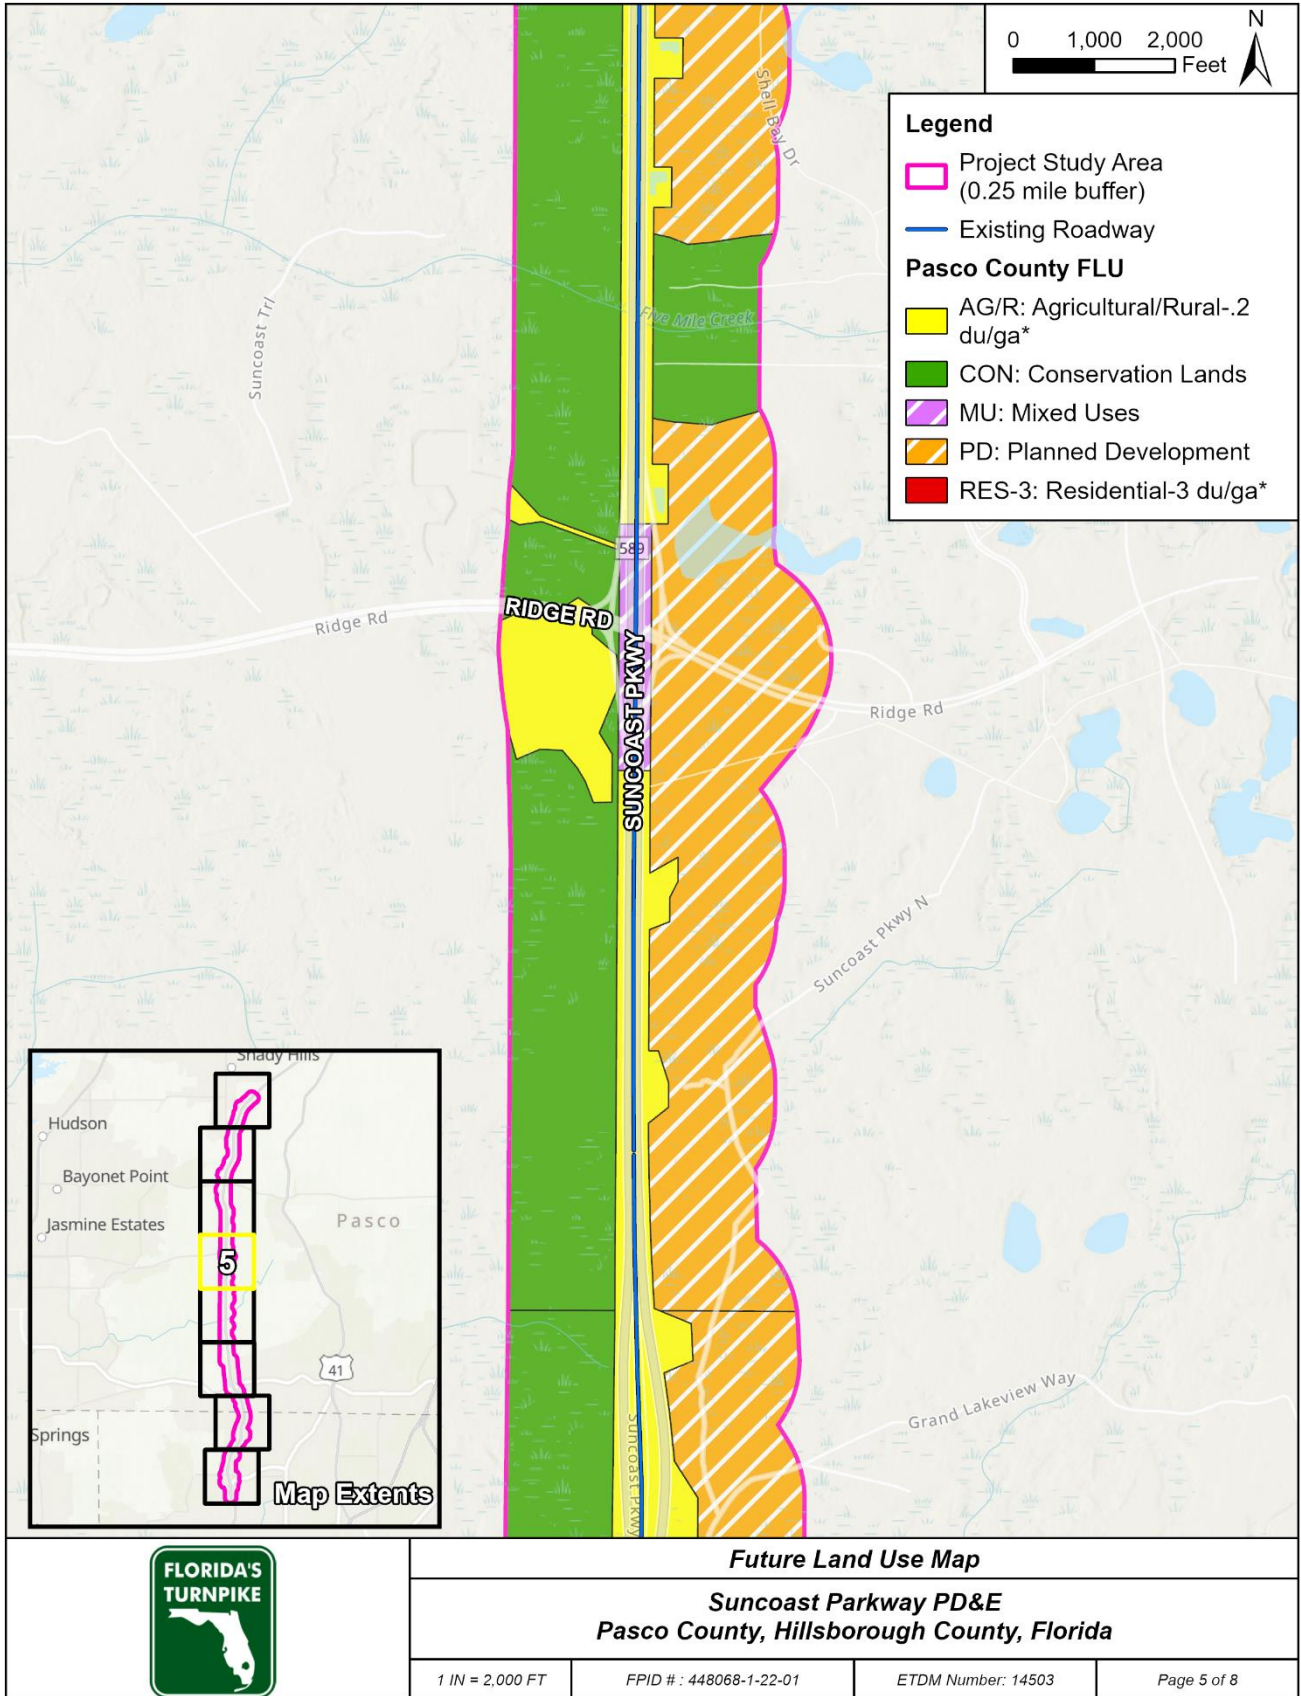 N
0 1,000 2,000
Feet
Legend
Project Study Area
(0.25 mile buffer)
Existing Roadway
Pasco County FLU
AG/R: Agricultural/Rural-.2
du/ga*
CON: Conservation Lands
MU: Mixed Uses
PD: Planned Development
RES-3: Residential-3 du/ga*
Shell Bay Dr
Suncoast Trl
Five Mile Creek
589
RIDGE RD
Ridge Rd
SUNCOAST PKWY
Ridge Rd
Suncoast Pkwy N
Grand Lakeview Way
Suncoast Pkwy
Shady Hills
Hudson
Bayonet Point
Jasmine Estates
Pasco
5
41
Springs
Map Extents
FLORIDA'S
TURNPIKE
Future Land Use Map
Suncoast Parkway PD&E
Pasco County, Hillsborough County, Florida
1 IN = 2,000 FT
FPID # : 448068-1-22-01
ETDM Number: 14503
Page 5 of 8